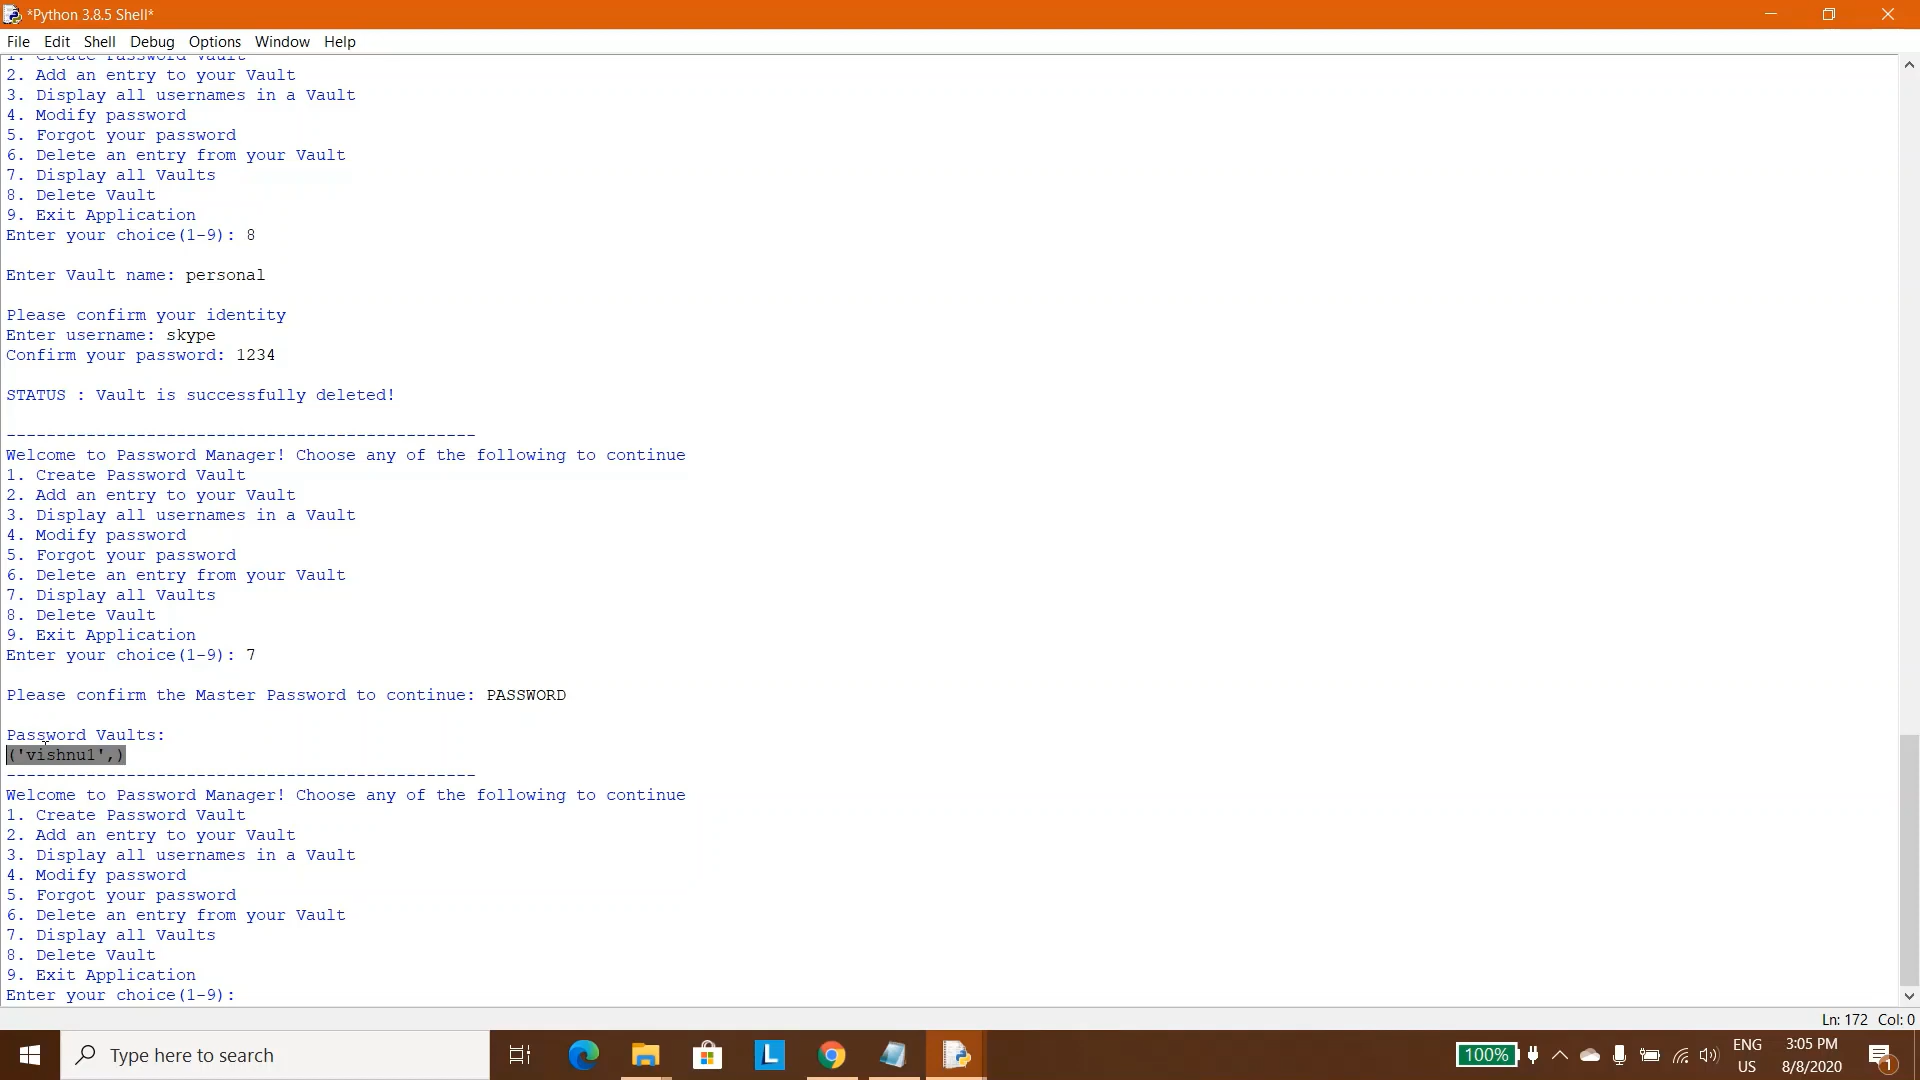 *Python 3.8.5 Shell*
File Edit Shell Debug Options Window Help
1. Create Password Vault
2. Add an entry to your Vault
3. Display all usernames in a Vault
4. Modify password
5. Forgot your password
6. Delete an entry from your Vault
7. Display all Vaults
8. Delete Vault
9. Exit Application
Enter your choice(1-9): 8
Enter Vault name: personal
Please confirm your identity
Enter username: skype
Confirm your password: 1234
STATUS : Vault is successfully deleted!
-----------------------------------------------
Welcome to Password Manager! Choose any of the following to continue
1. Create Password Vault
2. Add an entry to your Vault
3. Display all usernames in a Vault
4. Modify password
5. Forgot your password
6. Delete an entry from your Vault
7. Display all Vaults
8. Delete Vault
9. Exit Application
Enter your choice(1-9): 7
Please confirm the Master Password to continue: PASSWORD
Password Vaults:
('vishnu1',)
-----------------------------------------------
Welcome to Password Manager! Choose any of the following to continue
1. Create Password Vault
2. Add an entry to your Vault
3. Display all usernames in a Vault
4. Modify password
5. Forgot your password
6. Delete an entry from your Vault
7. Display all Vaults
8. Delete Vault
9. Exit Application
Enter your choice(1-9):
Ln: 172 Col: 0
Type here to search
L
100%
ENG
US
3:05 PM
8/8/2020
1